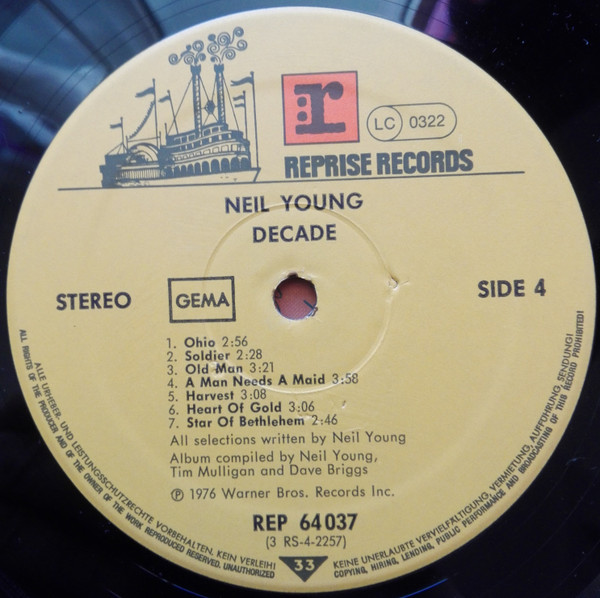 r
LC 0322
REPRISE RECORDS
NEIL YOUNG
DECADE
STEREO
GEMA
SIDE 4
1. Ohio 2:56
2. Soldier 2:28
3. Old Man 3:21
4. A Man Needs A Maid 3:58
5. Harvest 3:08
6. Heart Of Gold 3:06
7. Star Of Bethlehem 2:46
All selections written by Neil Young
Album compiled by Neil Young,
Tim Mulligan and Dave Briggs
℗ 1976 Warner Bros. Records Inc.
REP 64 037
(3 RS-4-2257)
33
ALLE URHEBER- UND LEISTUNGSSCHUTZRECHTE VORBEHALTEN. KEIN VERLEIH! KEINE UNERLAUBTE VERVIELFÄLTIGUNG, VERMIETUNG, AUFFÜHRUNG, SENDUNG!
ALL RIGHTS OF THE PRODUCER AND OF THE OWNER OF THE WORK REPRODUCED RESERVED. UNAUTHORIZED COPYING, HIRING, LENDING, PUBLIC PERFORMANCE AND BROADCASTING OF THIS RECORD PROHIBITED!